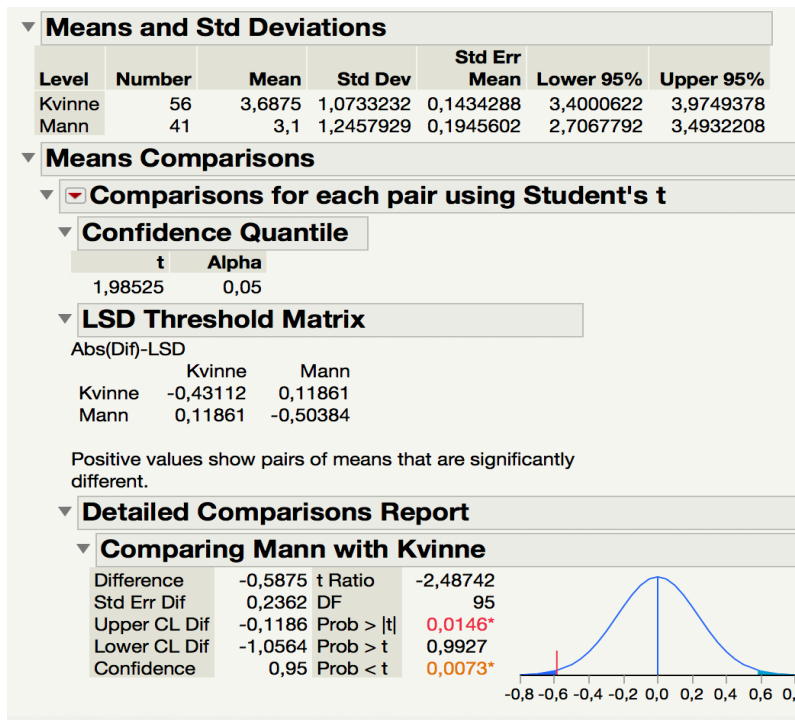 Means and Std Deviations
Std Err
Level Number Mean Std Dev Mean Lower 95% Upper 95%
Kvinne 56 3,6875 1,0733232 0,1434288 3,4000622 3,9749378
Mann 41 3,1 1,2457929 0,1945602 2,7067792 3,4932208
Means Comparisons
Comparisons for each pair using Student's t
Confidence Quantile
t Alpha
1,98525 0,05
LSD Threshold Matrix
Abs(Dif)-LSD
Kvinne Mann
Kvinne -0,43112 0,11861
Mann 0,11861 -0,50384
Positive values show pairs of means that are significantly
different.
Detailed Comparisons Report
Comparing Mann with Kvinne
Difference -0,5875 t Ratio -2,48742
Std Err Dif 0,2362 DF 95
Upper CL Dif -0,1186 Prob > |t| 0,0146*
Lower CL Dif -1,0564 Prob > t 0,9927
Confidence 0,95 Prob < t 0,0073*
-0,8 -0,6 -0,4 -0,2 0,0 0,2 0,4 0,6 0,